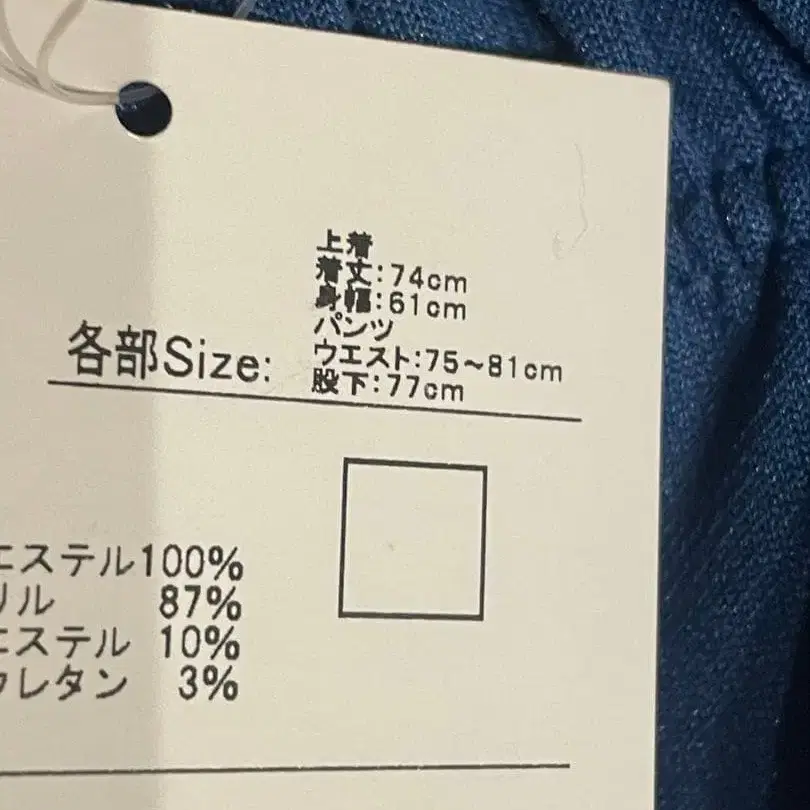 上着
着丈:74cm
身幅:61cm
パンツ
ウエスト:75~81cm
股下:77cm
各部Size:
エステル100%
リル 87%
エステル 10%
ウレタン 3%